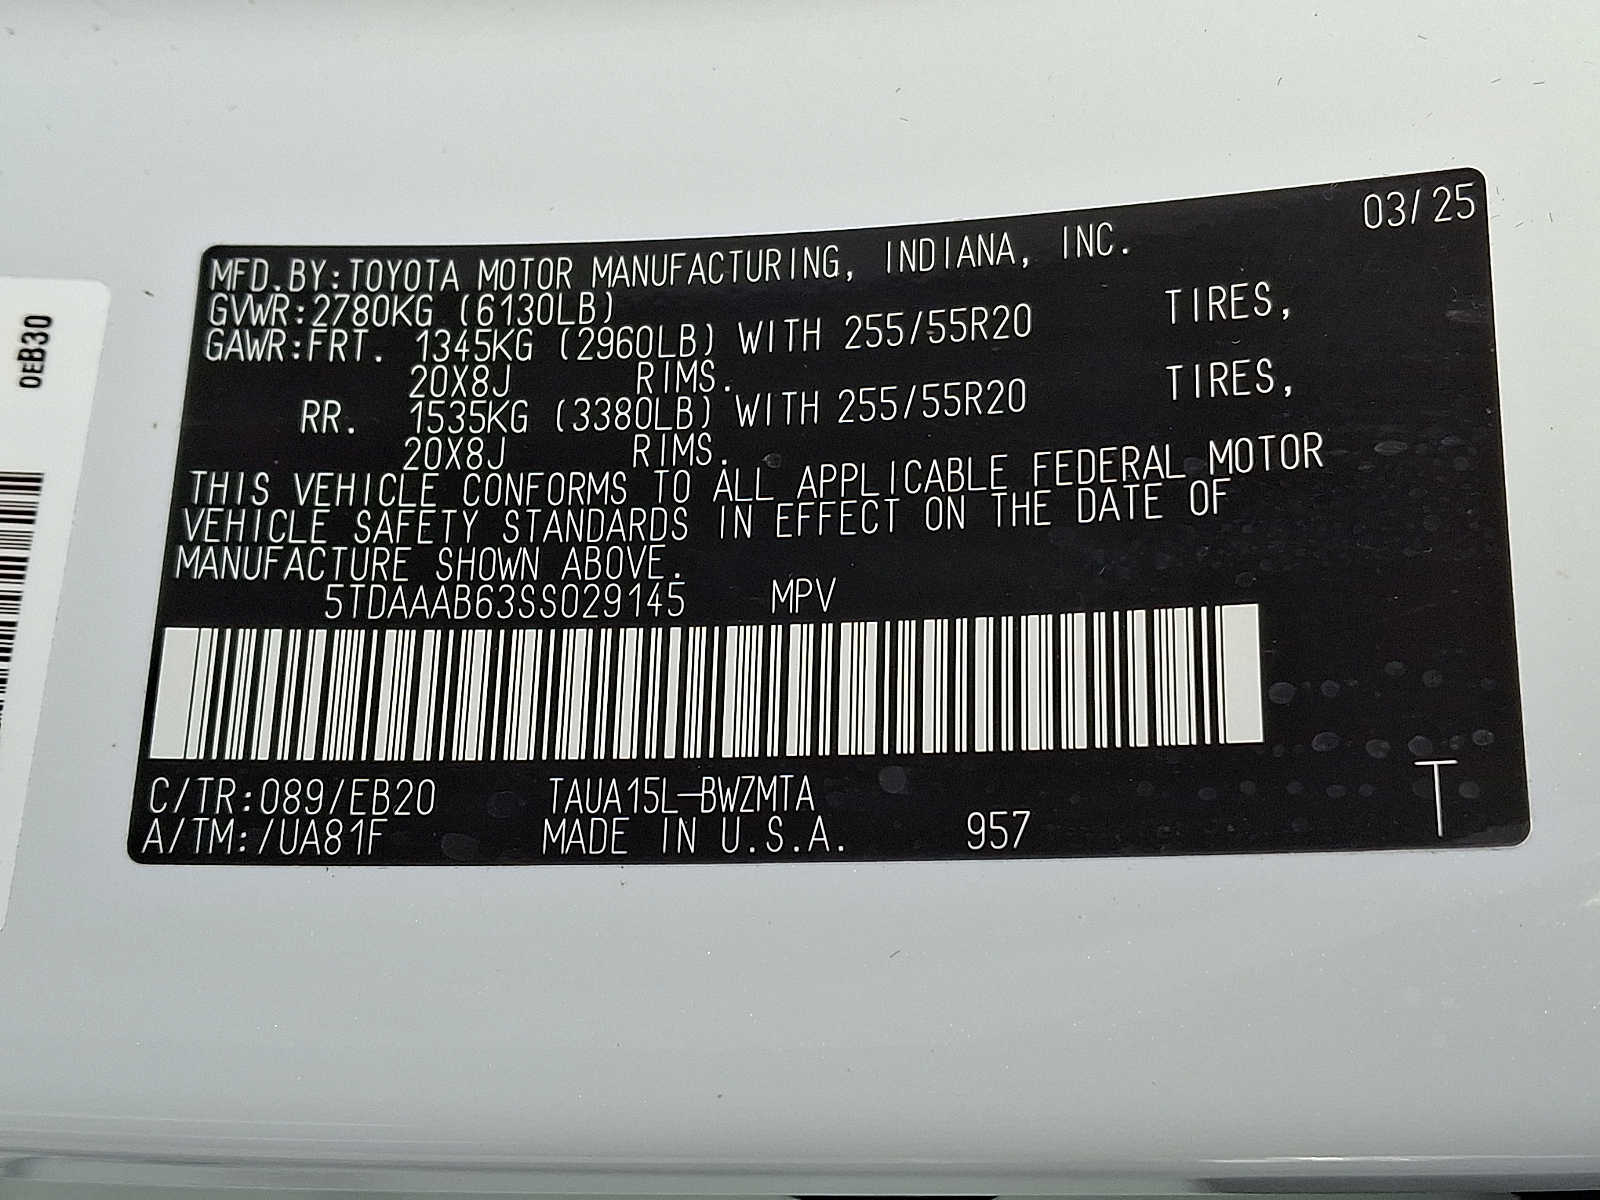 03/25
MFD.BY:TOYOTA MOTOR MANUFACTURING, INDIANA, INC.
GVWR:2780KG (6130LB)
GAWR:FRT. 1345KG (2960LB) WITH 255/55R20 TIRES,
20X8J RIMS.
RR. 1535KG (3380LB) WITH 255/55R20 TIRES,
20X8J RIMS.
THIS VEHICLE CONFORMS TO ALL APPLICABLE FEDERAL MOTOR
VEHICLE SAFETY STANDARDS IN EFFECT ON THE DATE OF
MANUFACTURE SHOWN ABOVE.
5TDAAAB63SS029145 MPV
C/TR:089/EB20 TAUA15L-BWZMTA
A/TM:/UA81F MADE IN U.S.A. 957 T
0EB30